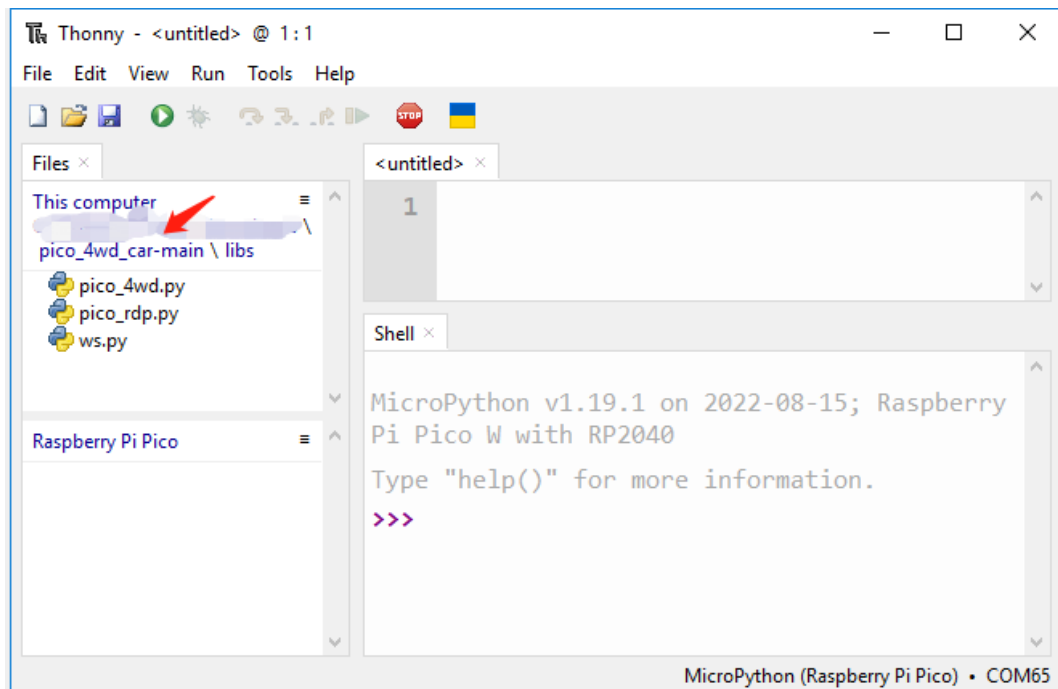 Thonny - <untitled> @ 1:1
File Edit View Run Tools Help
STOP
Files
<untitled>
This computer
\
pico_4wd_car-main \ libs
pico_4wd.py
pico_rdp.py
ws.py
1
Shell
MicroPython v1.19.1 on 2022-08-15; Raspberry
Pi Pico W with RP2040
Type "help()" for more information.
>>>
Raspberry Pi Pico
MicroPython (Raspberry Pi Pico) • COM65